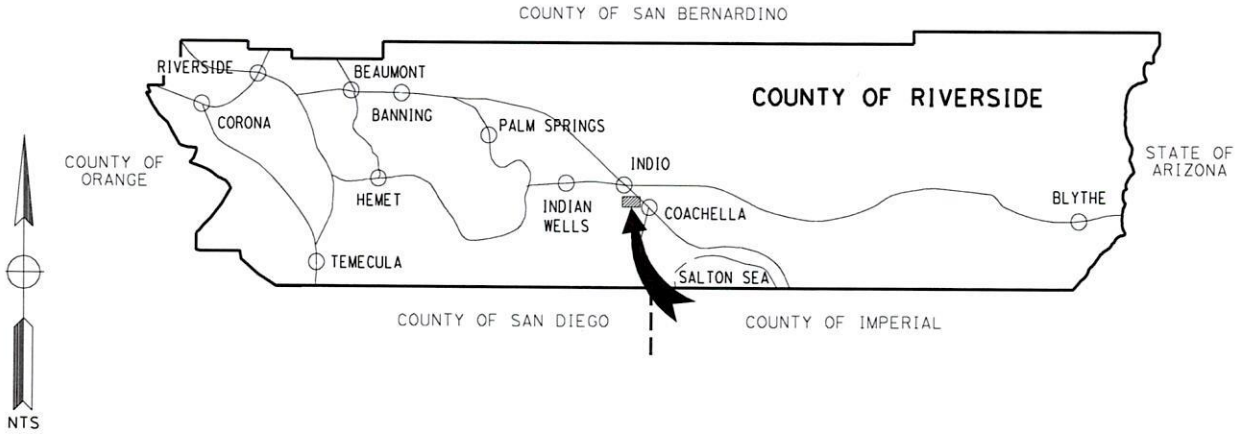 COUNTY OF SAN BERNARDINO
RIVERSIDE
BEAUMONT
COUNTY OF RIVERSIDE
CORONA
BANNING
PALM SPRINGS
COUNTY OF
ORANGE
STATE OF
ARIZONA
INDIO
HEMET
INDIAN
WELLS
COACHELLA
BLYTHE
TEMECULA
SALTON SEA
COUNTY OF SAN DIEGO
COUNTY OF IMPERIAL
NTS